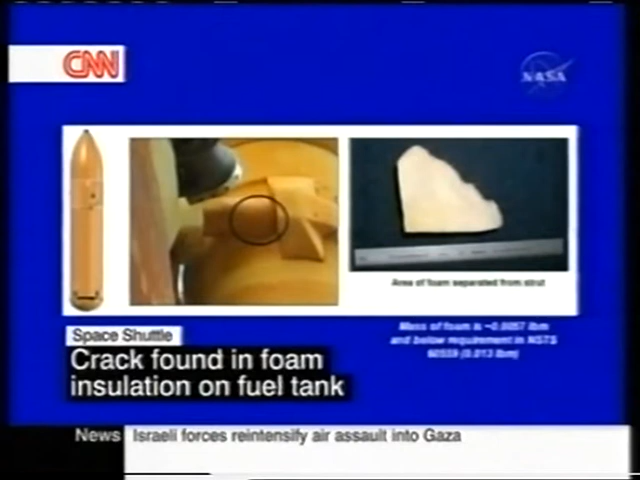 CNN
NASA
Area of foam separated from strut
Mass of foam is ~0.0057 lbm
and below requirement in NSTS
60559 (0.013 lbm)
Space Shuttle
Crack found in foam
insulation on fuel tank
News Israeli forces reintensify air assault into Gaza